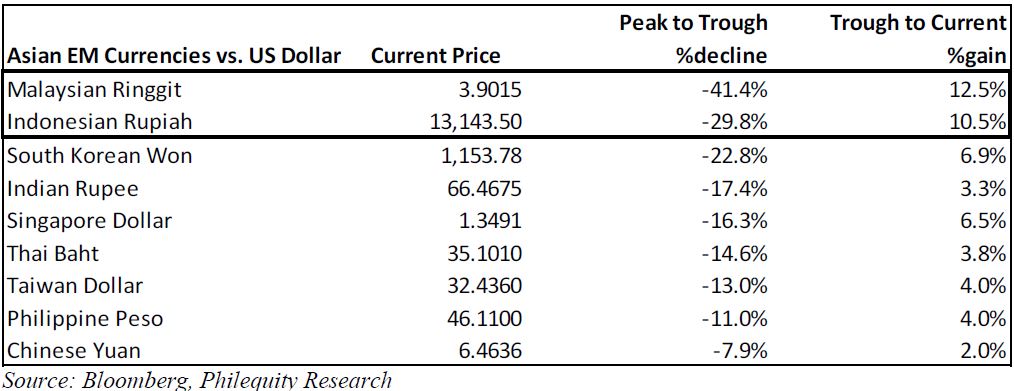 Peak to Trough Trough to Current
Asian EM Currencies vs. US Dollar Current Price %decline %gain
Malaysian Ringgit 3.9015 -41.4% 12.5%
Indonesian Rupiah 13,143.50 -29.8% 10.5%
South Korean Won 1,153.78 -22.8% 6.9%
Indian Rupee 66.4675 -17.4% 3.3%
Singapore Dollar 1.3491 -16.3% 6.5%
Thai Baht 35.1010 -14.6% 3.8%
Taiwan Dollar 32.4360 -13.0% 4.0%
Philippine Peso 46.1100 -11.0% 4.0%
Chinese Yuan 6.4636 -7.9% 2.0%
Source: Bloomberg, Philequity Research